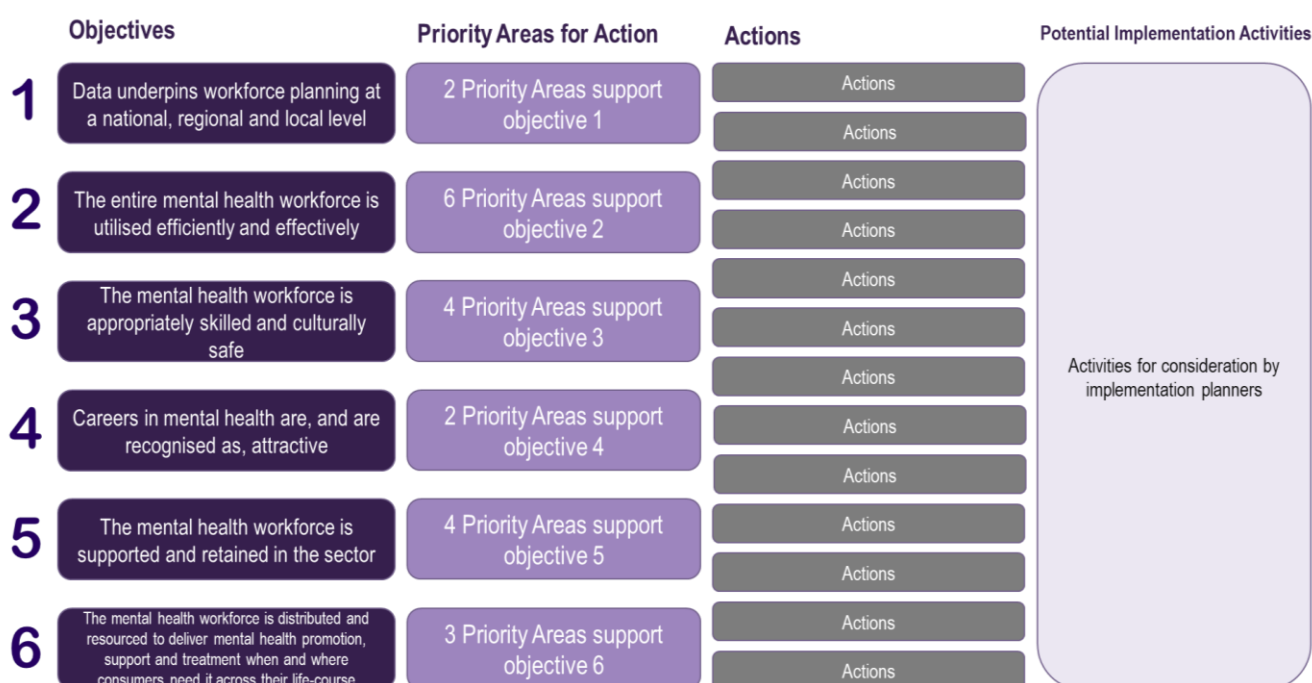 Objectives
Priority Areas for Action
Actions
Potential Implementation Activities
1
Data underpins workforce planning at
a national, regional and local level
2 Priority Areas support
objective 1
2
The entire mental health workforce is
utilised efficiently and effectively
6 Priority Areas support
objective 2
3
The mental health workforce is
appropriately skilled and culturally
safe
4 Priority Areas support
objective 3
4
Careers in mental health are, and are
recognised as, attractive
2 Priority Areas support
objective 4
5
The mental health workforce is
supported and retained in the sector
4 Priority Areas support
objective 5
6
The mental health workforce is distributed and
resourced to deliver mental health promotion,
support and treatment when and where
consumers need it across their life-course
3 Priority Areas support
objective 6
Actions
Actions
Actions
Actions
Actions
Actions
Actions
Actions
Actions
Actions
Actions
Actions
Actions
Activities for consideration by
implementation planners